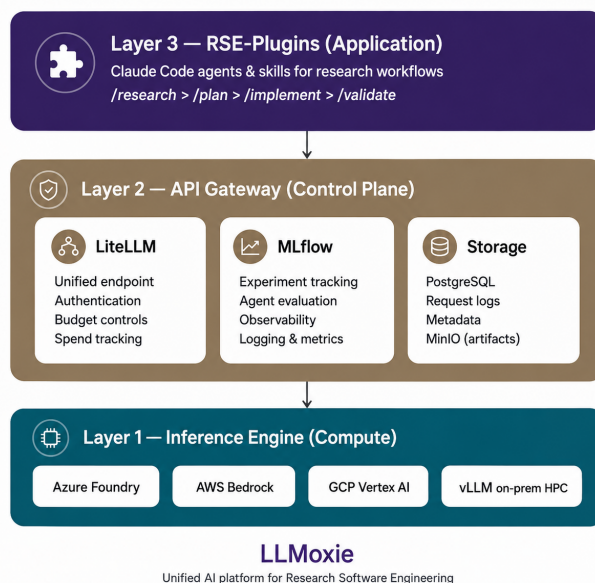 Layer 3 — RSE-Plugins (Application)
Claude Code agents & skills for research workflows
/research > /plan > /implement > /validate
Layer 2 — API Gateway (Control Plane)
LiteLLM
Unified endpoint
Authentication
Budget controls
Spend tracking
MLflow
Experiment tracking
Agent evaluation
Observability
Logging & metrics
Storage
PostgreSQL
Request logs
Metadata
MinIO (artifacts)
Layer 1 — Inference Engine (Compute)
Azure Foundry
AWS Bedrock
GCP Vertex AI
vLLM on-prem HPC
LLMoxie
Unified AI platform for Research Software Engineering